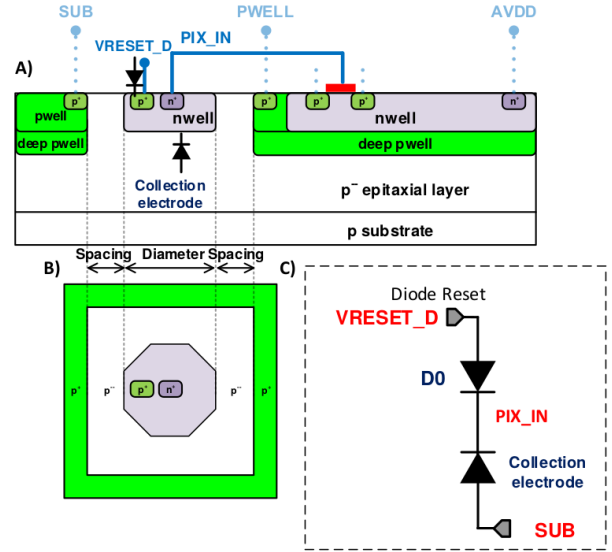 SUB
PWELL
AVDD
VRESET_D
PIX_IN
A)
p⁺
p⁺
n⁺
p⁺
p⁺
p⁺
n⁺
pwell
nwell
nwell
deep pwell
deep pwell
Collection
electrode
p⁻ epitaxial layer
p substrate
Spacing
Diameter
Spacing
B)
p⁺
p⁻
p⁺
n⁺
p⁻
p⁺
C)
Diode Reset
VRESET_D
D0
PIX_IN
Collection
electrode
SUB